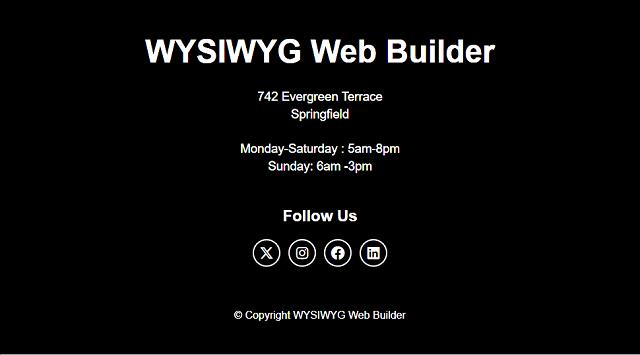 WYSIWYG Web Builder
742 Evergreen Terrace
Springfield
Monday-Saturday : 5am-8pm
Sunday: 6am -3pm
Follow Us
© Copyright WYSIWYG Web Builder